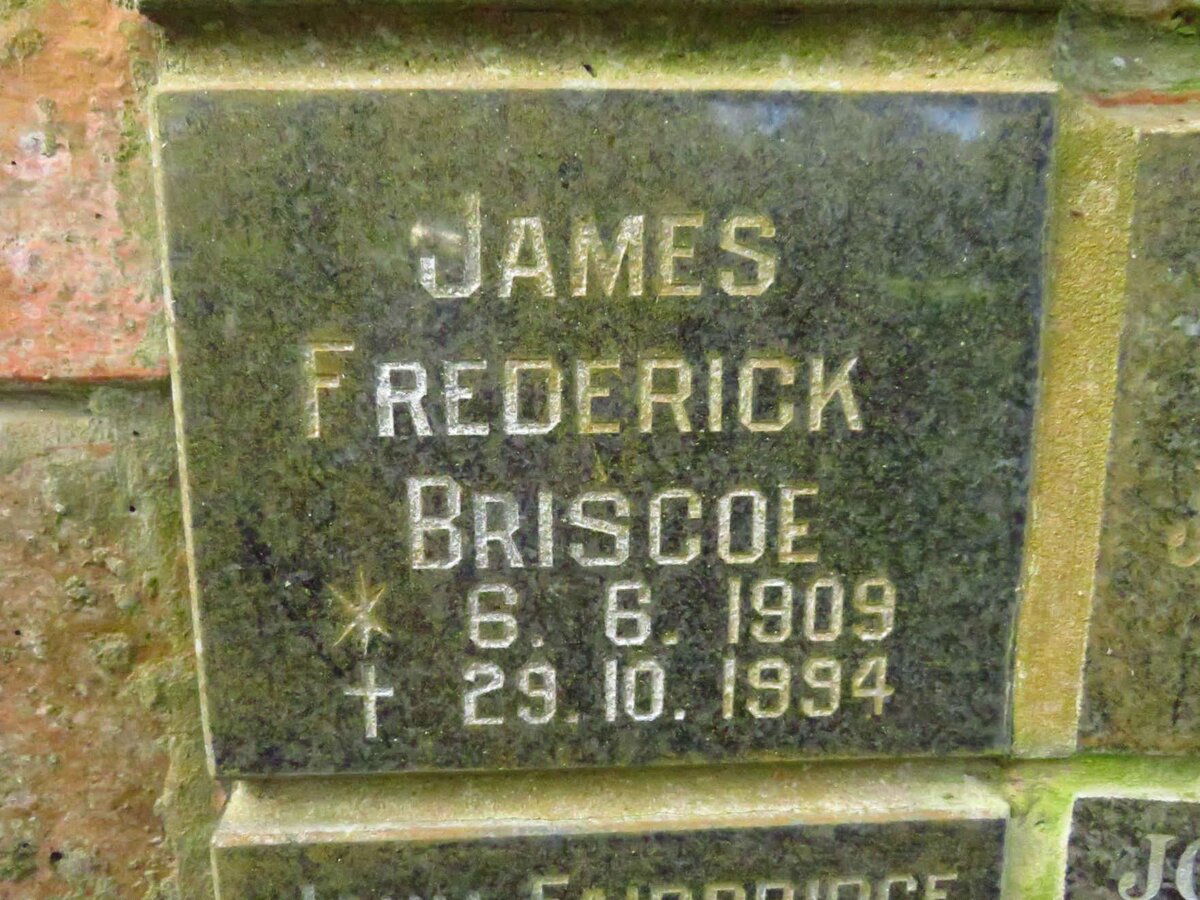 JAMES
FREDERICK
BRISCOE
* 6. 6. 1909
† 29.10. 1994